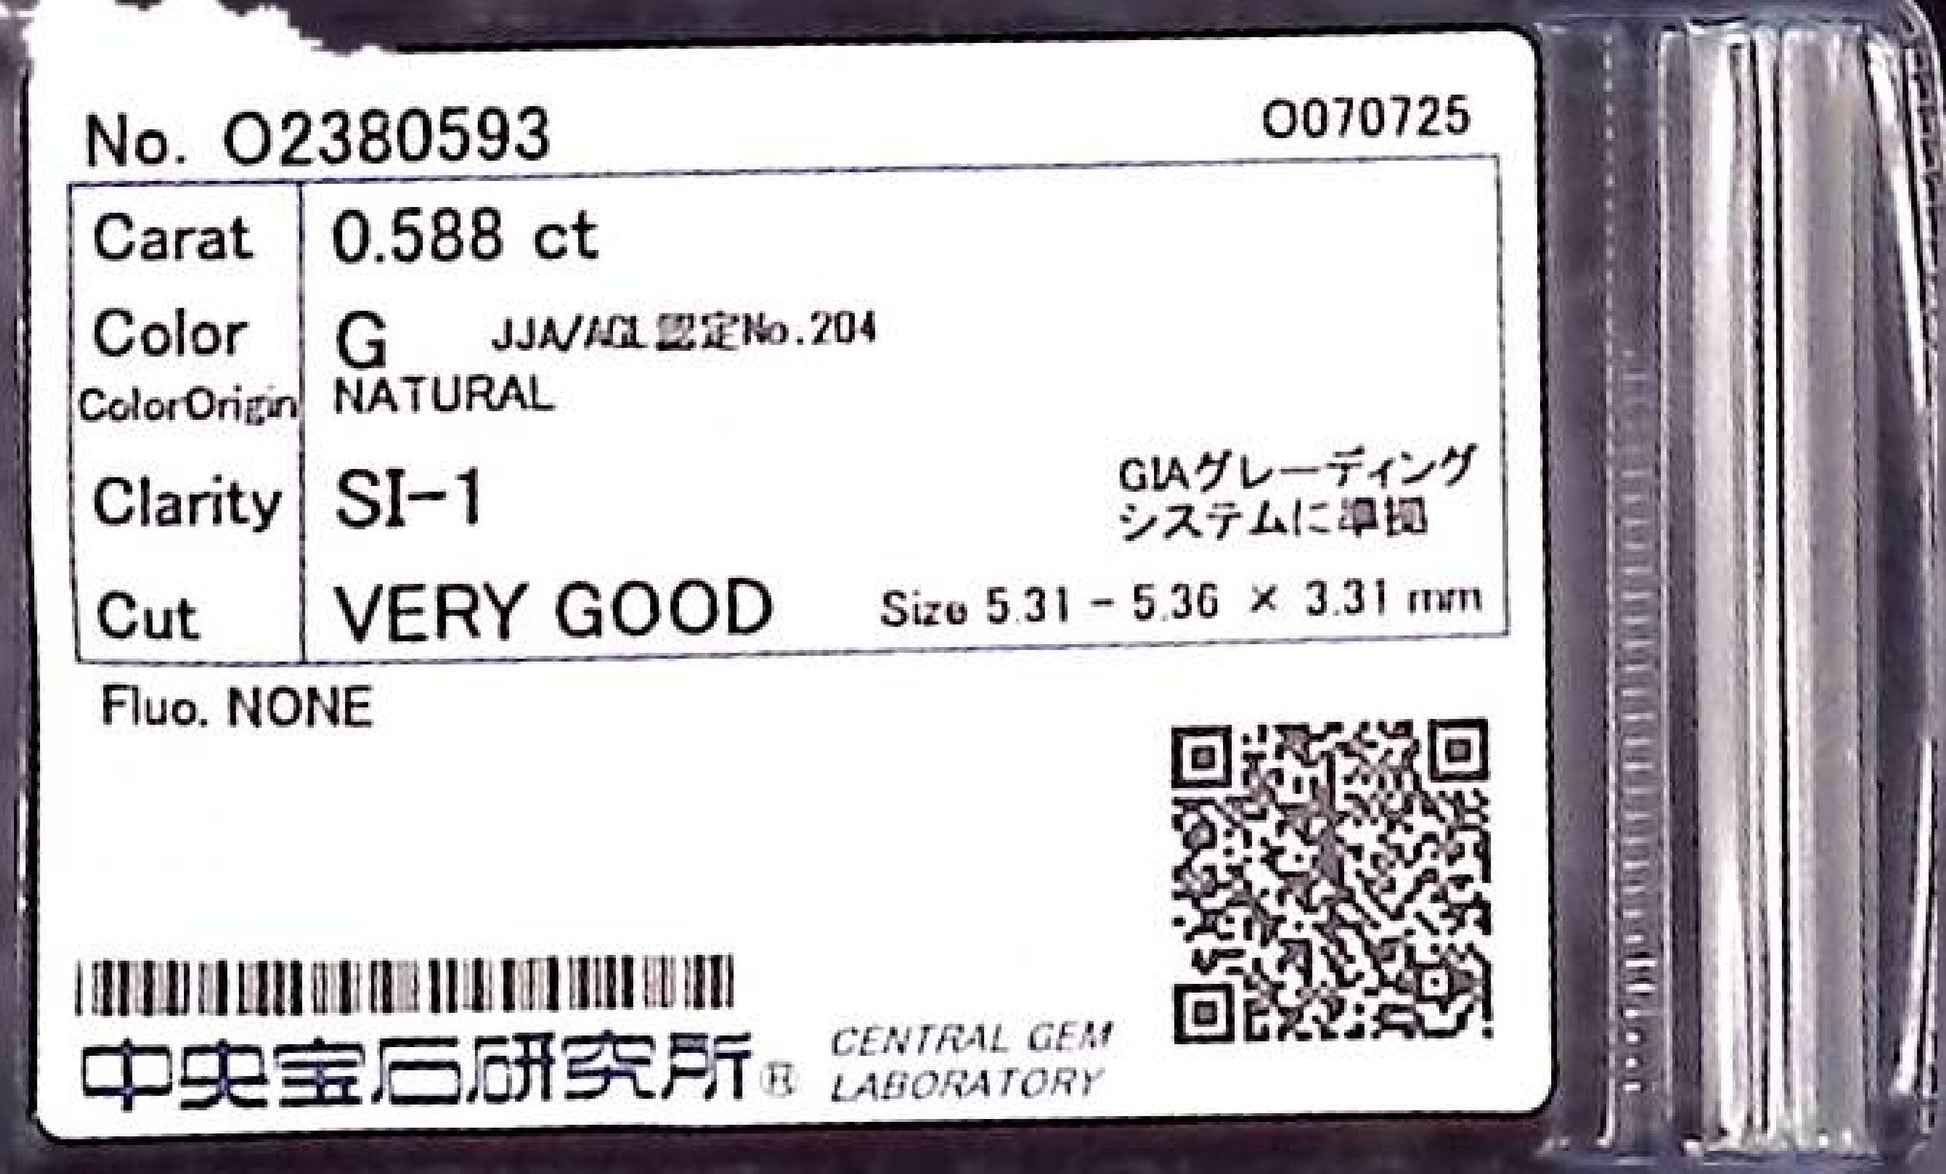 No. O2380593 O070725
Carat 0.588 ct
Color G JJA/AGL認定No.204
ColorOrigin NATURAL
Clarity SI-1
GIAグレーディング
システムに準拠
Cut VERY GOOD Size 5.31 - 5.36 × 3.31 mm
Fluo. NONE
中央宝石研究所® CENTRAL GEM
LABORATORY